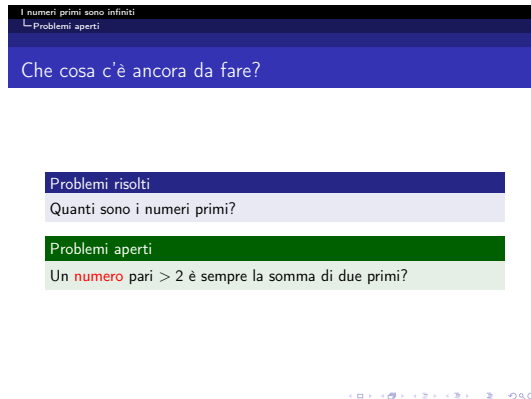 I numeri primi sono infiniti
Problemi aperti
Che cosa c'è ancora da fare?
Problemi risolti
Quanti sono i numeri primi?
Problemi aperti
Un numero pari > 2 è sempre la somma di due primi?